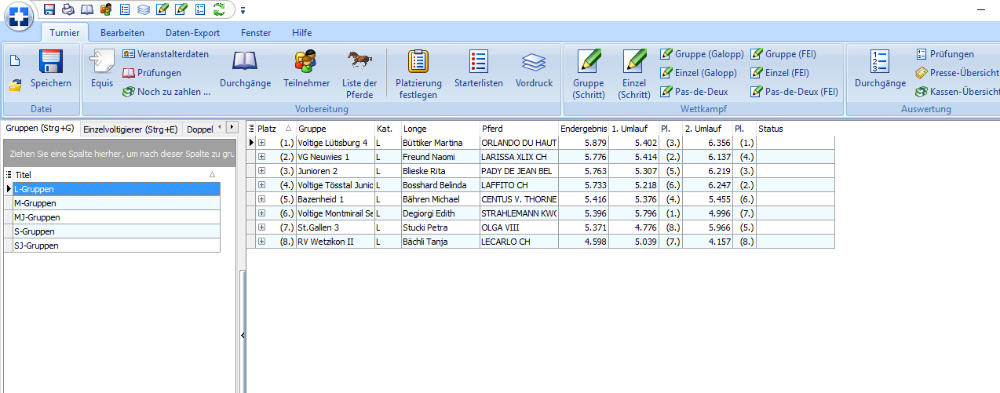 Turnier Bearbeiten Daten-Export Fenster Hilfe
Speichern
Datei
Equis
Veranstalterdaten
Prüfungen
Noch zu zahlen ...
Durchgänge
Teilnehmer
Liste der
Pferde
Platzierung
festlegen
Starterlisten
Vordruck
Vorbereitung
Gruppe
(Schritt)
Einzel
(Schritt)
Gruppe (Galopp)
Einzel (Galopp)
Pas-de-Deux
Gruppe (FEI)
Einzel (FEI)
Pas-de-Deux (FEI)
Wettkampf
1
2
3
Durchgänge
Prüfungen
Presse-Übersicht
Kassen-Übersicht
Auswertung
Gruppen (Strg+G) Einzelvoltigierer (Strg+E) Doppel
Ziehen Sie eine Spalte hierher, um nach dieser Spalte zu gru
Titel
L-Gruppen
M-Gruppen
MJ-Gruppen
S-Gruppen
SJ-Gruppen
Platz Gruppe Kat. Longe Pferd Endergebnis 1. Umlauf Pl. 2. Umlauf Pl. Status
(1.) Voltige Lütisburg 4 L Büttiker Martina ORLANDO DU HAUT 5.879 5.402 (3.) 6.356 (1.)
(2.) VG Neuwies 1 L Freund Naomi LARISSA XLIX CH 5.776 5.414 (2.) 6.137 (4.)
(3.) Junioren 2 L Blieske Rita PADY DE JEAN BEL 5.763 5.307 (5.) 6.219 (3.)
(4.) Voltige Tösstal Junic L Bosshard Belinda LAFFITO CH 5.733 5.218 (6.) 6.247 (2.)
(5.) Bazenheid 1 L Bähren Michael CENTUS V. THORNE 5.416 5.376 (4.) 5.455 (6.)
(6.) Voltige Montmirail Se L Degiorgi Edith STRAHLEMANN KWC 5.396 5.796 (1.) 4.996 (7.)
(7.) St.Gallen 3 L Stucki Petra OLGA VIII 5.371 4.776 (8.) 5.966 (5.)
(8.) RV Wetzikon II L Bächli Tanja LECARLO CH 4.598 5.039 (7.) 4.157 (8.)